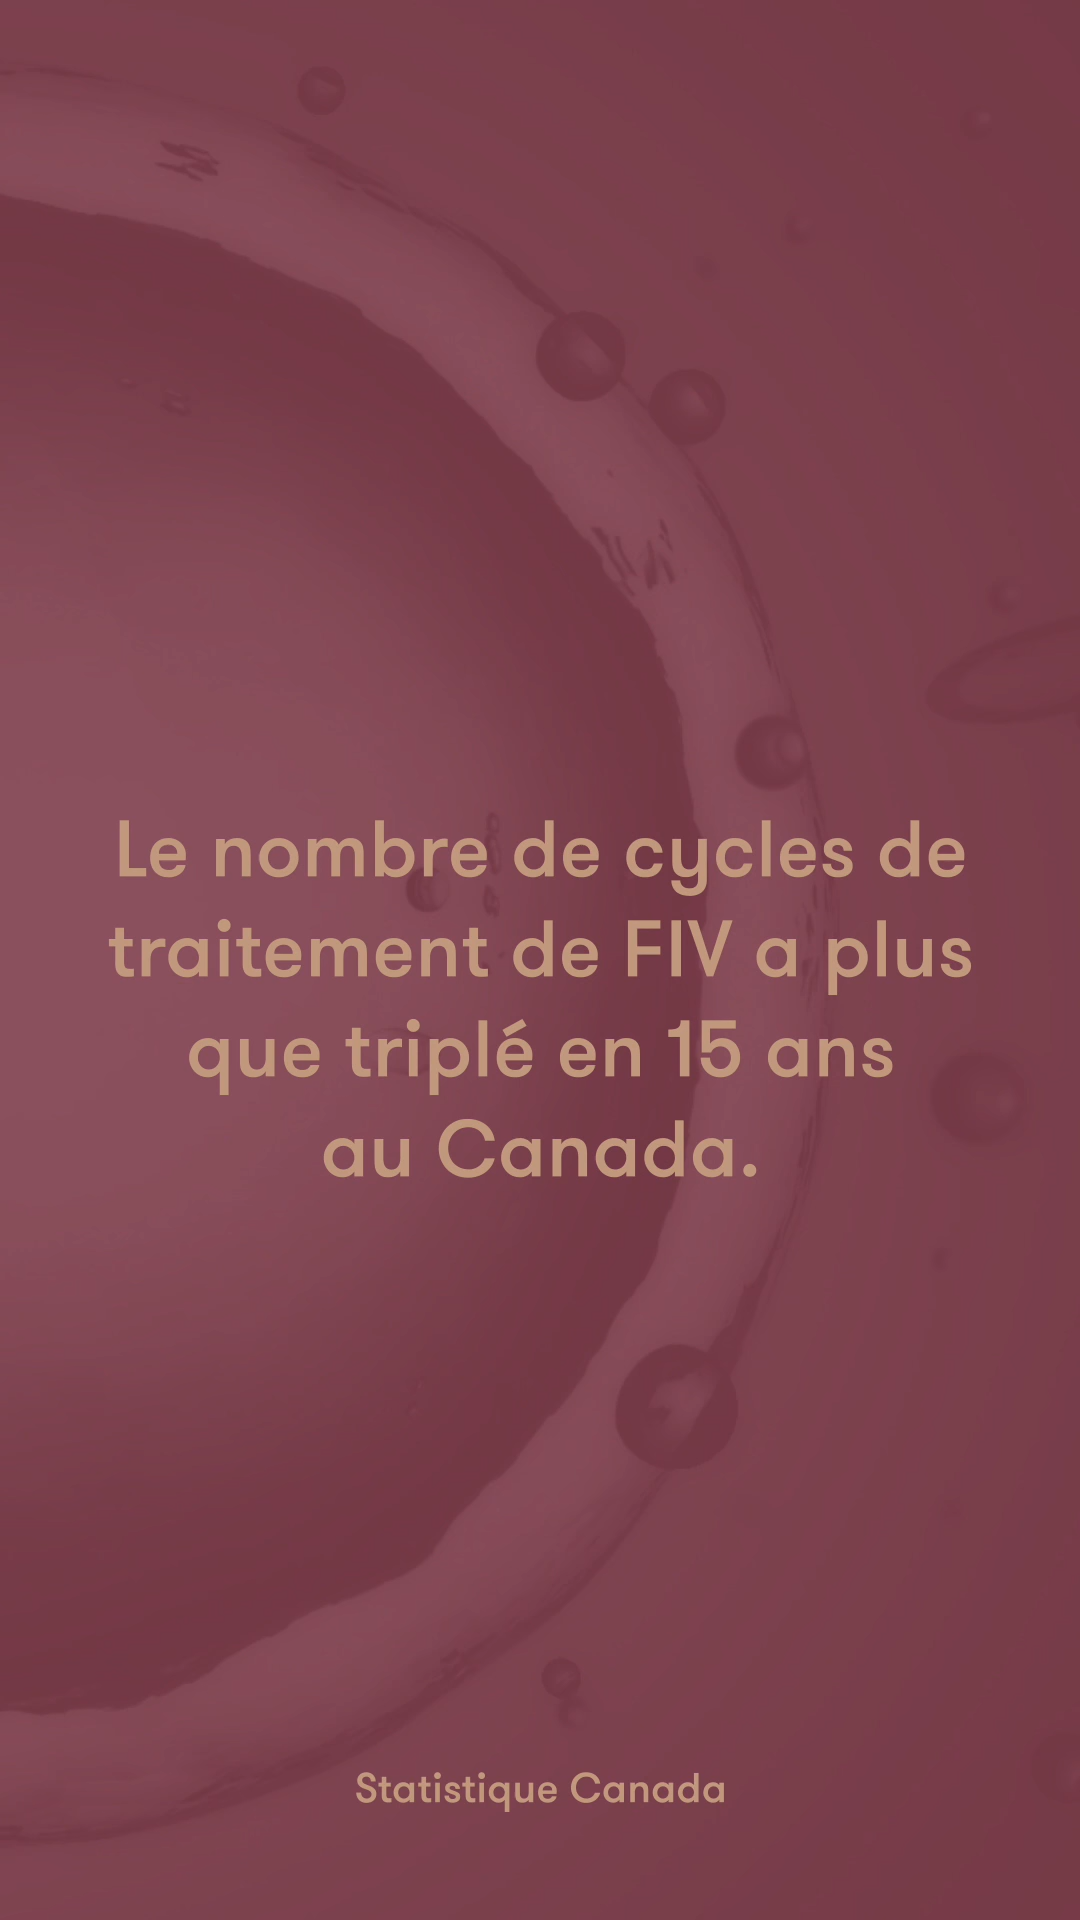 Le nombre de cycles de
traitement de FIV a plus
que triplé en 15 ans
au Canada.
Statistique Canada